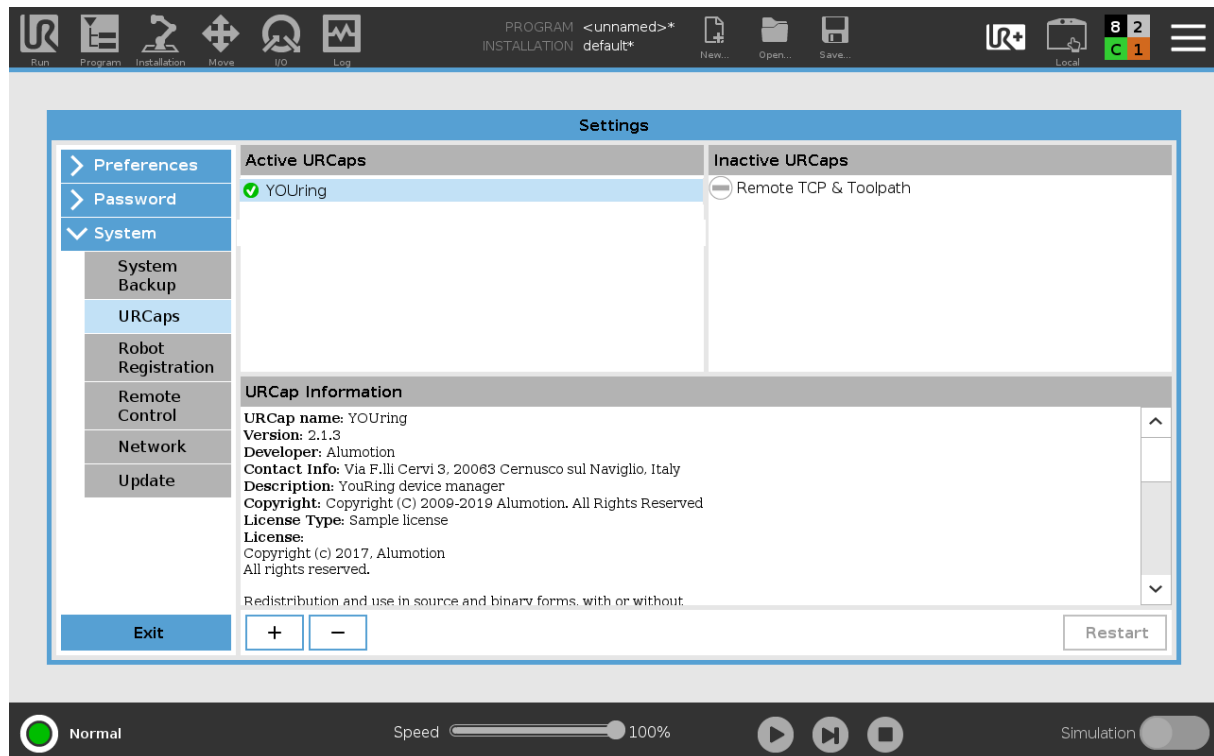 PROGRAM <unnamed>*
INSTALLATION default*
UR
UR+
8 2
C 1
Run
Program
Installation
Move
I/O
Log
New...
Open...
Save...
Local
Settings
Preferences
Password
System
System
Backup
URCaps
Robot
Registration
Remote
Control
Network
Update
Exit
Active URCaps
YOUring
Inactive URCaps
Remote TCP & Toolpath
URCap Information
URCap name: YOUring
Version: 2.1.3
Developer: Alumotion
Contact Info: Via F.lli Cervi 3, 20063 Cernusco sul Naviglio, Italy
Description: YouRing device manager
Copyright: Copyright (C) 2009-2019 Alumotion. All Rights Reserved
License Type: Sample license
License:
Copyright (c) 2017, Alumotion
All rights reserved.
Redistribution and use in source and binary forms, with or without
+
−
Restart
Normal
Speed
100%
Simulation